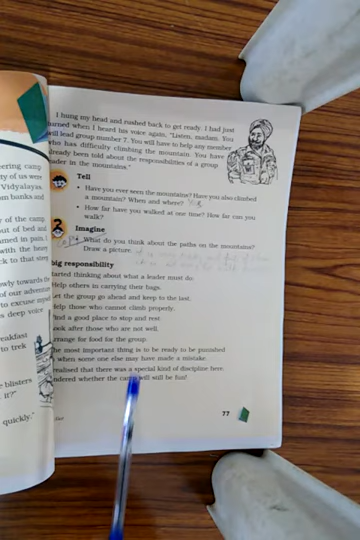 eering camp
ty of us were
Vidyalayas.
om banks and
y of the camp.
out of bed and
amed in pain, I
with the heavy
ck to that step
wly towards the
of our adventure
to excuse myself
s deep voice
reakfast
to trek
e blisters
it?"
quickly."
I hung my head and rushed back to get ready. I had just
turned when I heard his voice again. "Listen, madam. You
will lead group number 7. You will have to help any member
who has difficulty climbing the mountain. You have
already been told about the responsibilities of a group
leader in the mountains."
Tell
• Have you ever seen the mountains? Have you also climbed
a mountain? When and where? Yes
• How far have you walked at one time? How far can you
walk?
Imagine
What do you think about the paths on the mountains?
Draw a picture.
big responsibility
tarted thinking about what a leader must do.
Help others in carrying their bags.
Let the group go ahead and keep to the last.
Help those who cannot climb properly.
ind a good place to stop and rest.
ook after those who are not well.
rrange for food for the group.
he most important thing is to be ready to be punished
when some one else may have made a mistake.
realised that there was a special kind of discipline here.
ndered whether the camp will still be fun!
77